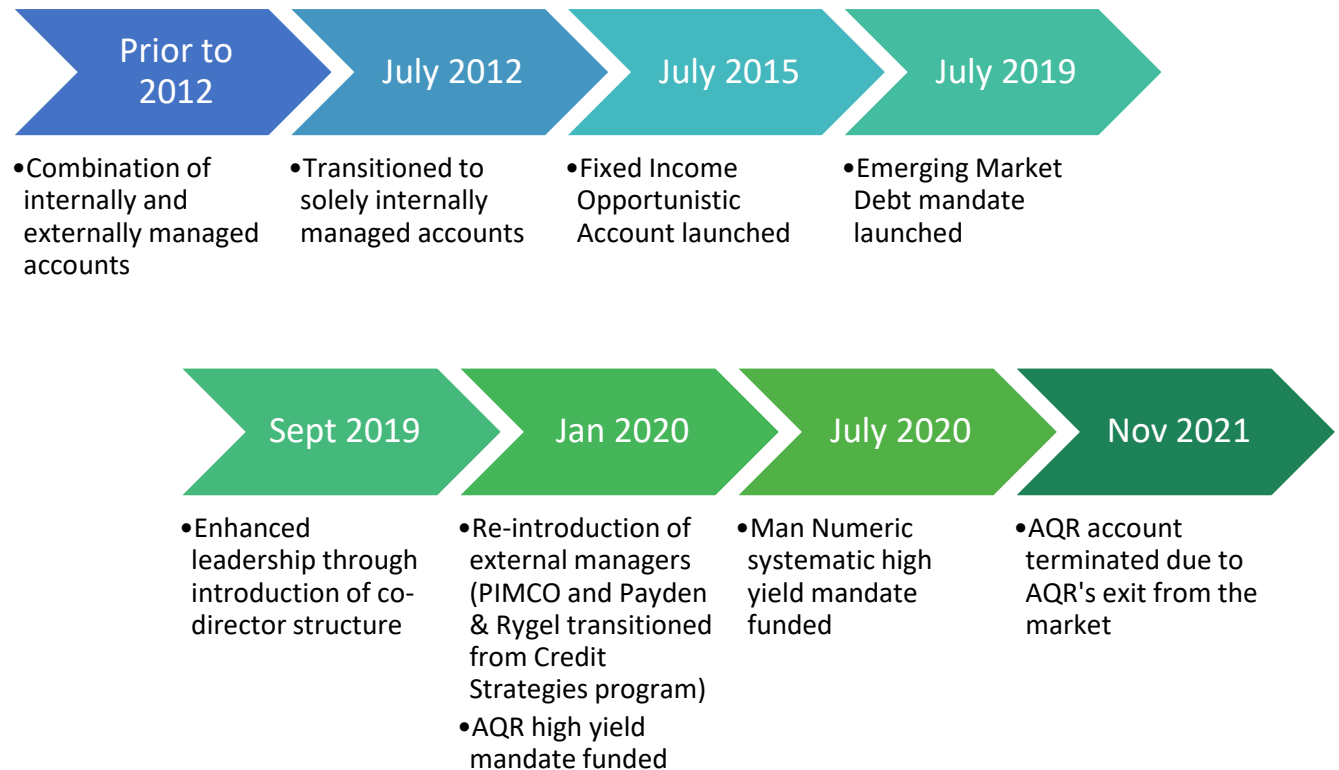 Prior to
2012
July 2012
July 2015
July 2019
•Combination of
internally and
externally managed
accounts
•Transitioned to
solely internally
managed accounts
•Fixed Income
Opportunistic
Account launched
•Emerging Market
Debt mandate
launched
Sept 2019
Jan 2020
July 2020
Nov 2021
•Enhanced
leadership through
introduction of co-
director structure
•Re-introduction of
external managers
(PIMCO and Payden
& Rygel transitioned
from Credit
Strategies program)
•AQR high yield
mandate funded
•Man Numeric
systematic high
yield mandate
funded
•AQR account
terminated due to
AQR's exit from the
market